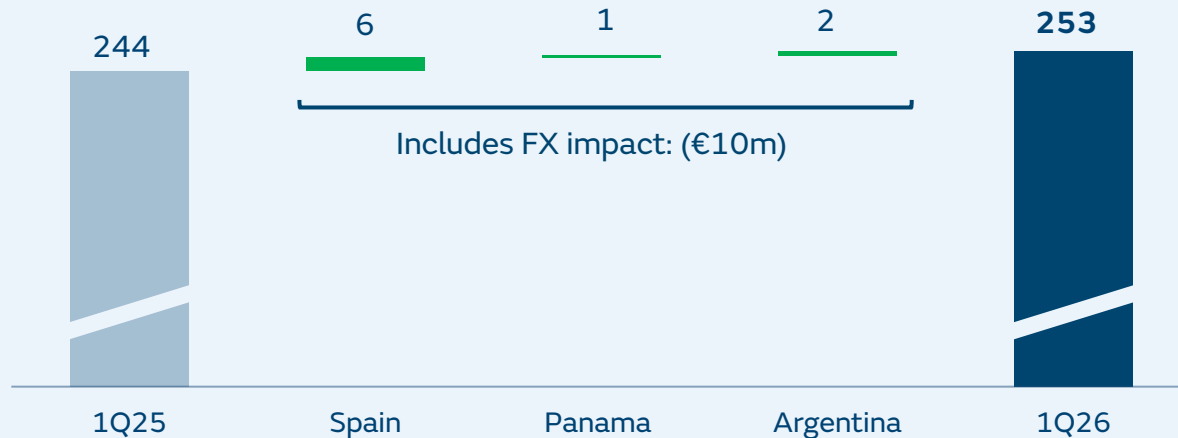 244
6
1
2
253
Includes FX impact: (€10m)
1Q25
Spain
Panama
Argentina
1Q26